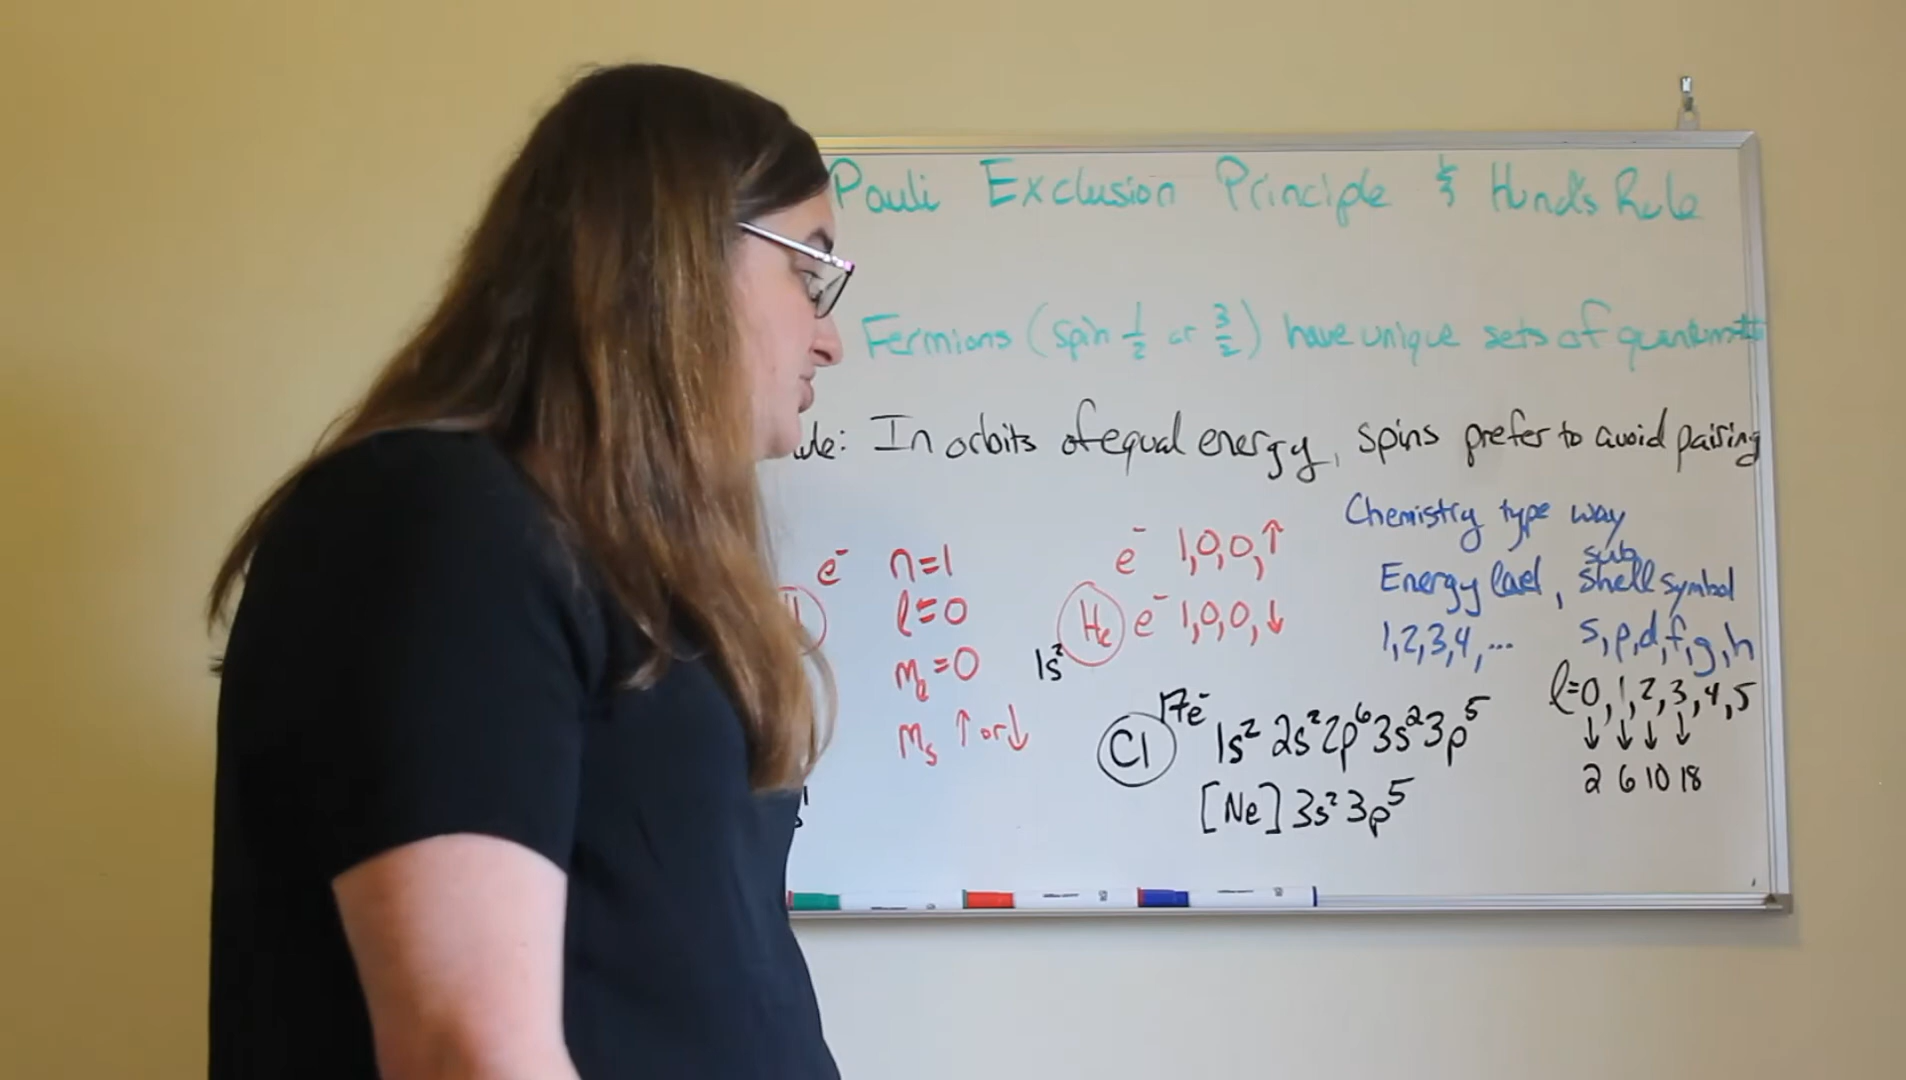 Pauli Exclusion Principle & Hund's Rule
Fermions (spin 1/2 or 3/2) have unique sets of quantum #
ule: In orbits of equal energy, spins prefer to avoid pairing
Chemistry type way
Energy level, subshell symbol
1,2,3,4,... s,p,d,f,g,h
l=0,1,2,3,4,5
↓ ↓ ↓ ↓
2 6 10 18
e⁻ n=1
l=0
mₗ=0
mₛ ↑ or ↓
e⁻ 1,0,0,↑
He e⁻ 1,0,0,↓
1s²
17e⁻
Cl 1s² 2s² 2p⁶ 3s² 3p⁵
[Ne] 3s² 3p⁵